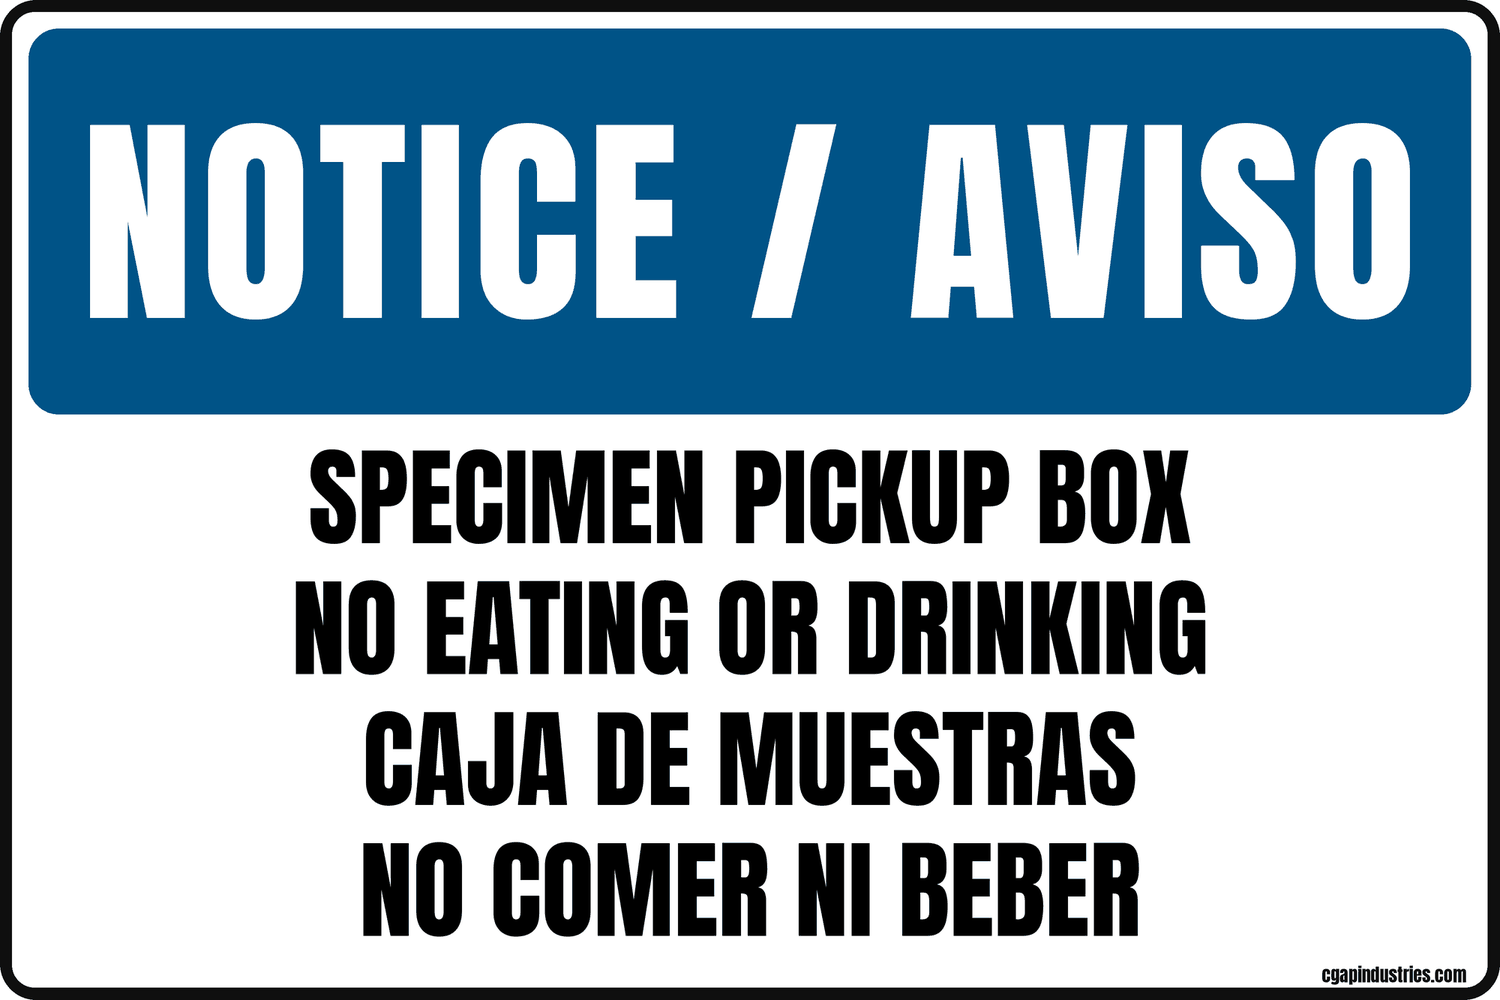 NOTICE / AVISO
SPECIMEN PICKUP BOX
NO EATING OR DRINKING
CAJA DE MUESTRAS
NO COMER NI BEBER
cgapindustries.com